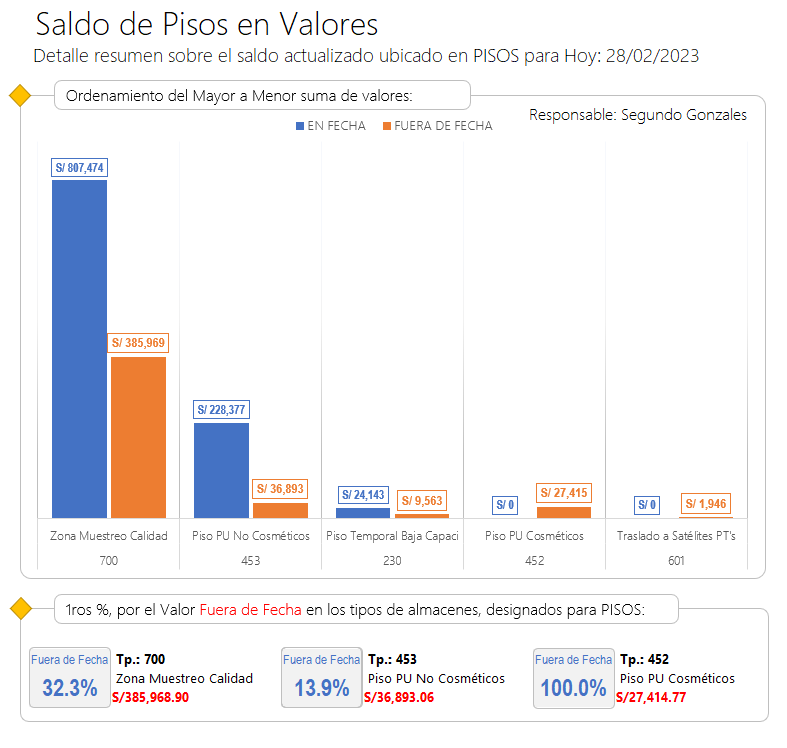 Saldo de Pisos en Valores
Detalle resumen sobre el saldo actualizado ubicado en PISOS para Hoy: 28/02/2023
Ordenamiento del Mayor a Menor suma de valores:
Responsable: Segundo Gonzales
EN FECHA FUERA DE FECHA
S/ 807,474
S/ 385,969
S/ 228,377
S/ 36,893
S/ 24,143
S/ 9,563
S/ 0
S/ 27,415
S/ 0
S/ 1,946
Zona Muestreo Calidad Piso PU No Cosméticos Piso Temporal Baja Capaci Piso PU Cosméticos Traslado a Satélites PT's
700 453 230 452 601
1ros %, por el Valor Fuera de Fecha en los tipos de almacenes, designados para PISOS:
Fuera de Fecha
32.3%
Tp.: 700
Zona Muestreo Calidad
S/385,968.90
Fuera de Fecha
13.9%
Tp.: 453
Piso PU No Cosméticos
S/36,893.06
Fuera de Fecha
100.0%
Tp.: 452
Piso PU Cosméticos
S/27,414.77